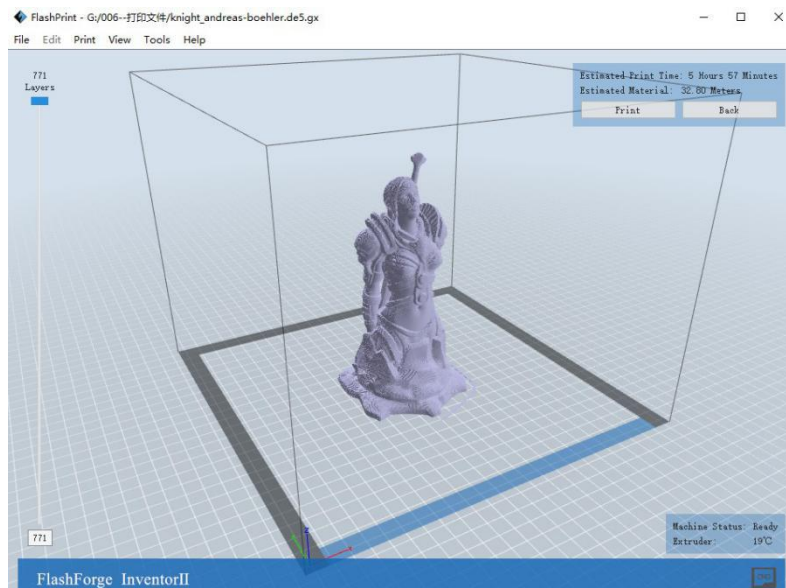 FlashPrint - G:/006--打印文件/knight_andreas-boehler.de5.gx
File Edit Print View Tools Help
771
Layers
Estimated Print Time: 5 Hours 57 Minutes
Estimated Material: 32.80 Meters
Print Back
771
Machine Status: Ready
Extruder: 19℃
FlashForge InventorII